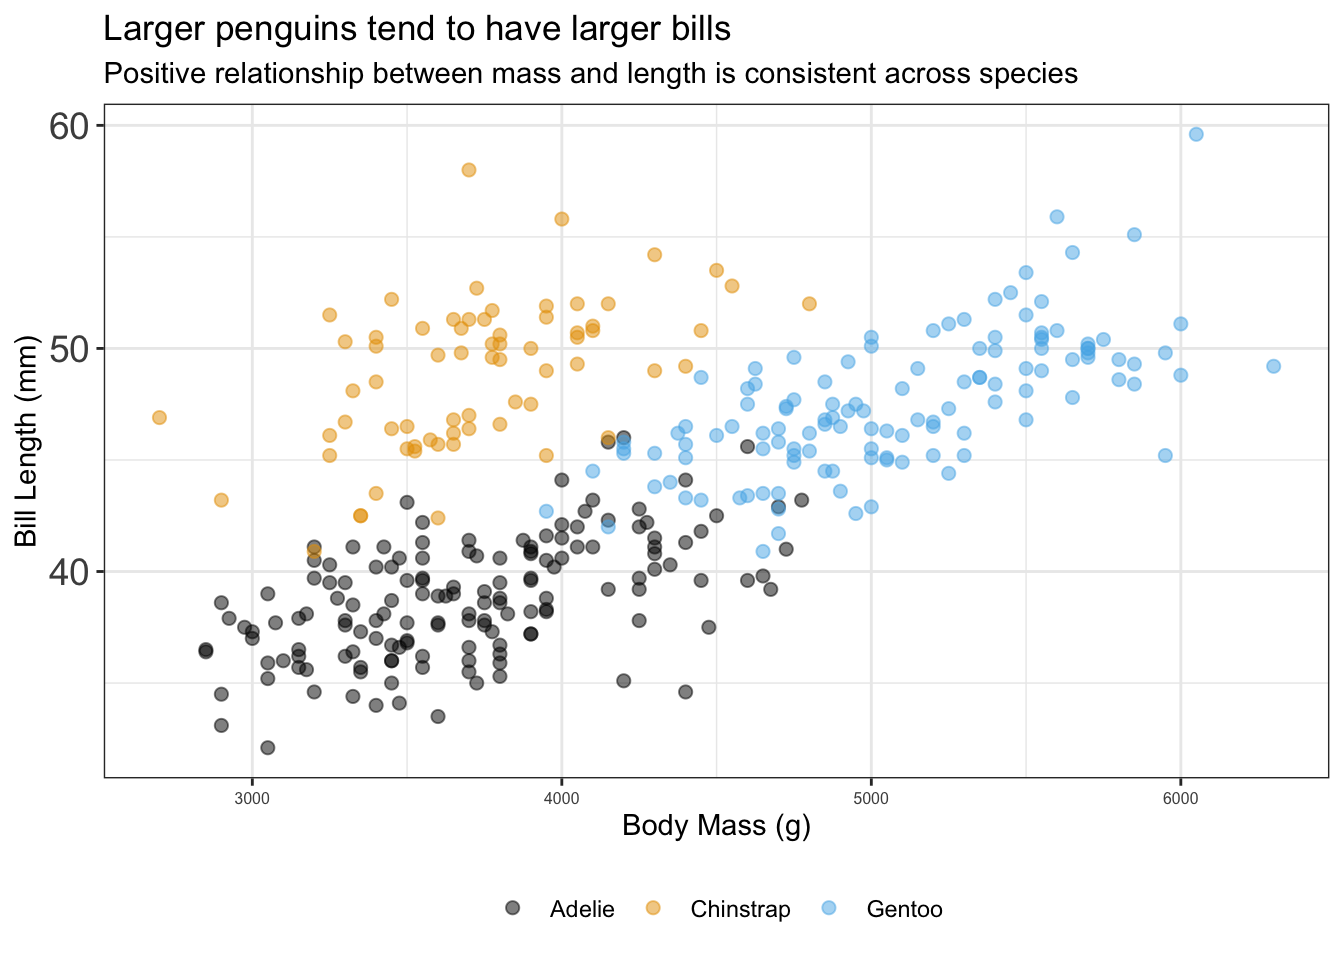 Larger penguins tend to have larger bills
Positive relationship between mass and length is consistent across species
60
50
40
Bill Length (mm)
3000 4000 5000 6000
Body Mass (g)
Adelie Chinstrap Gentoo